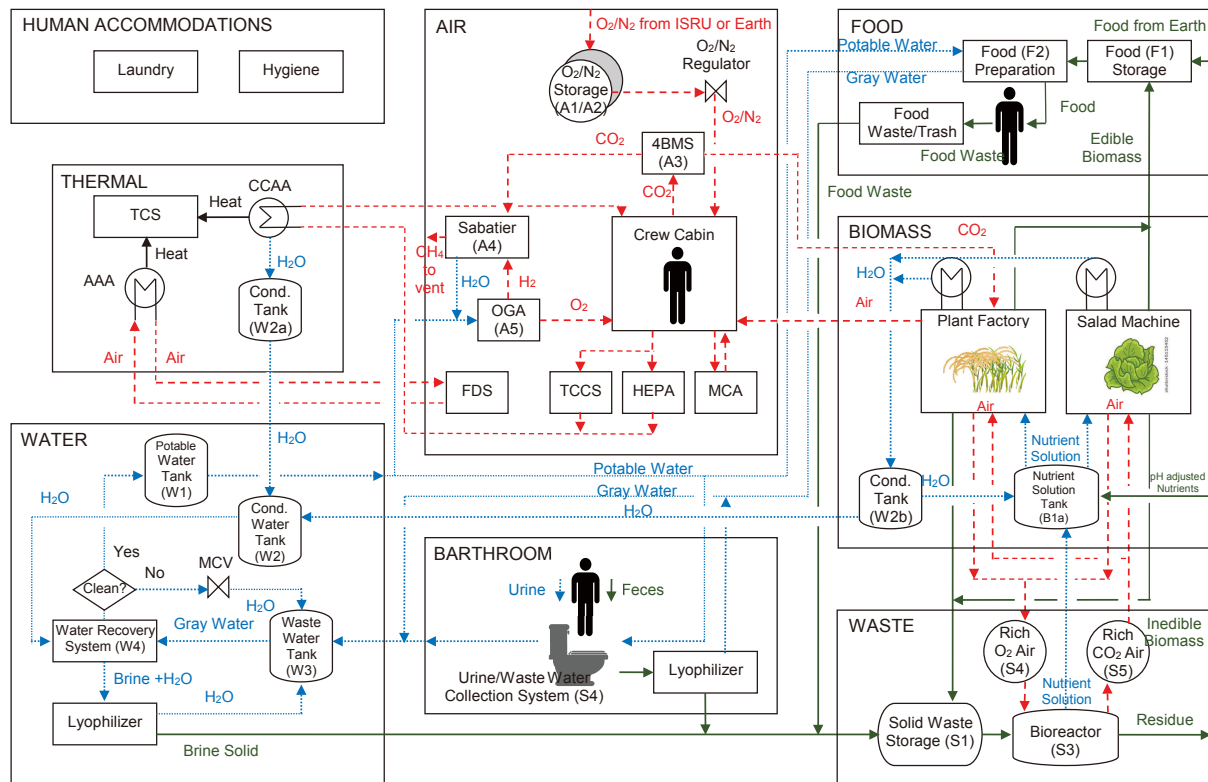 HUMAN ACCOMMODATIONS
Laundry
Hygiene
THERMAL
CCAA
TCS
Heat
Heat
AAA
H₂O
Cond.
Tank
(W2a)
Air
Air
H₂O
AIR
O₂/N₂ from ISRU or Earth
O₂/N₂
Storage
(A1/A2)
O₂/N₂
Regulator
O₂/N₂
CO₂
4BMS
(A3)
CO₂
Sabatier
(A4)
CH₄
to
vent
H₂O
H₂
OGA
(A5)
O₂
Crew Cabin
FDS
TCCS
HEPA
MCA
FOOD
Food from Earth
Potable Water
Gray Water
Food (F2)
Preparation
Food (F1)
Storage
Food
Food
Waste/Trash
Food Waste
Edible
Biomass
Food Waste
BIOMASS
CO₂
H₂O
Air
Plant Factory
Salad Machine
shutterstock · 140115452
Air
Air
Nutrient
Solution
Cond.
Tank
(W2b)
H₂O
Nutrient
Solution
Tank
(B1a)
pH adjusted
Nutrients
WATER
Potable
Water
Tank
(W1)
H₂O
Potable Water
Gray Water
H₂O
Cond.
Water
Tank
(W2)
Yes
No
MCV
Clean?
H₂O
Gray Water
Water Recovery
System (W4)
Waste
Water
Tank
(W3)
Brine +H₂O
H₂O
Lyophilizer
Brine Solid
BARTHROOM
Urine
Feces
Urine/Waste Water
Collection System (S4)
Lyophilizer
WASTE
Inedible
Biomass
Rich
O₂ Air
(S4)
Rich
CO₂ Air
(S5)
Nutrient
Solution
Solid Waste
Storage (S1)
Bioreactor
(S3)
Residue